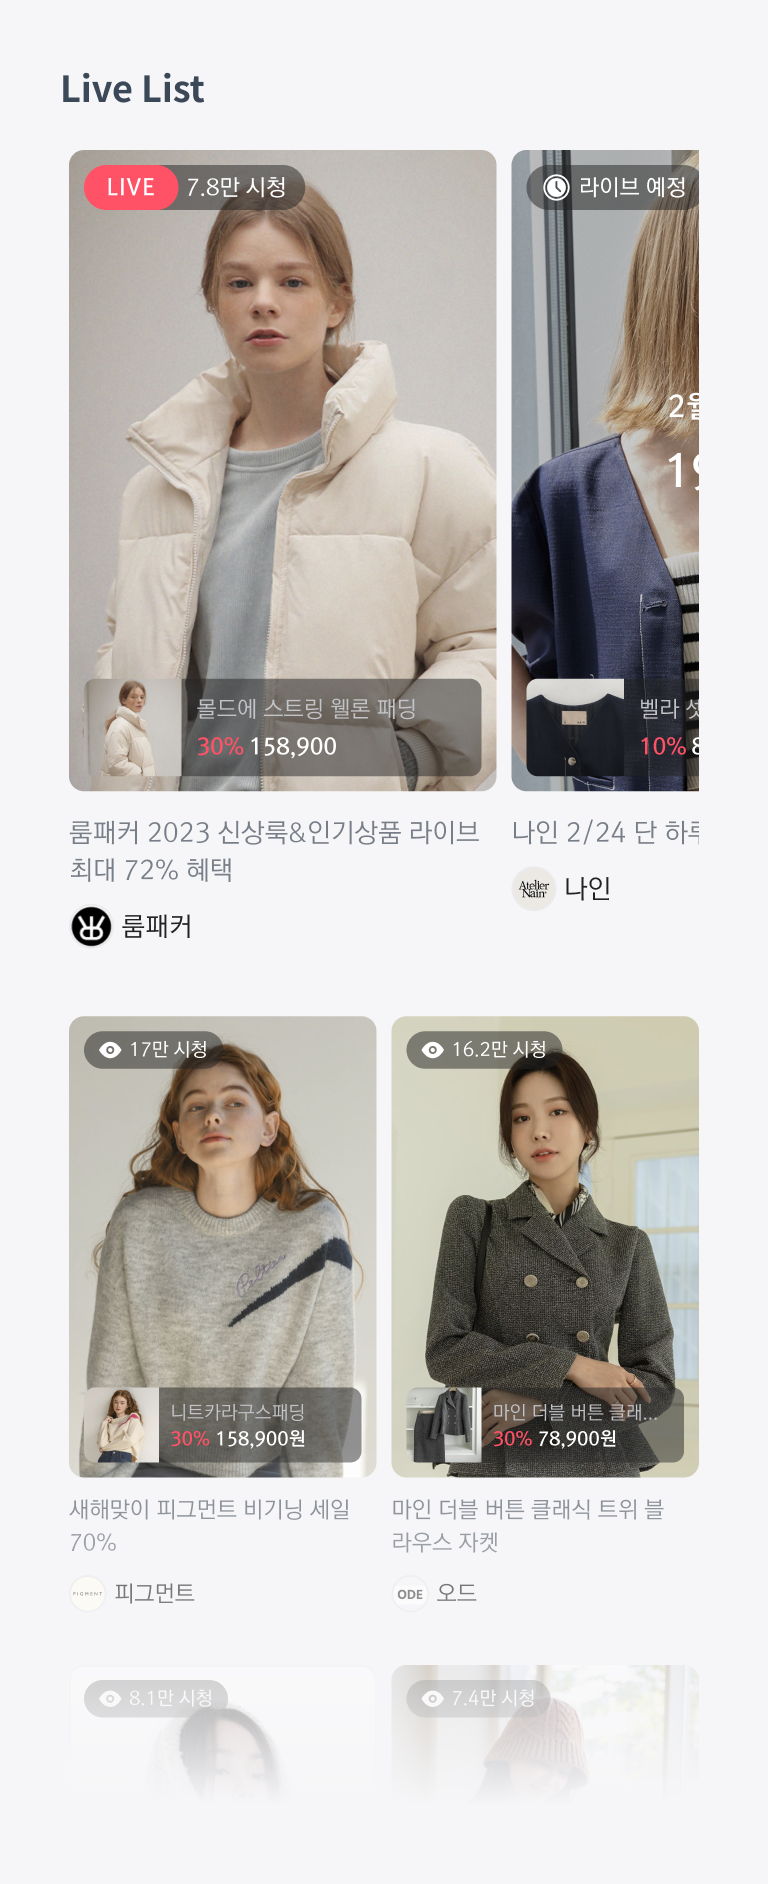 Live List
LIVE 7.8만 시청
라이브 예정
2월
19
몰드에 스트링 웰론 패딩
30% 158,900
벨라
10% 8
룸패커 2023 신상룩&인기상품 라이브
최대 72% 혜택
룸패커
나인 2/24 단 하루
Atelier
Nain
나인
17만 시청
16.2만 시청
니트카라구스패딩
30% 158,900원
마인 더블 버튼 클래...
30% 78,900원
새해맞이 피그먼트 비기닝 세일
70%
PIGMENT
피그먼트
마인 더블 버튼 클래식 트위 블
라우스 자켓
ODE
오드
8.1만 시청
7.4만 시청